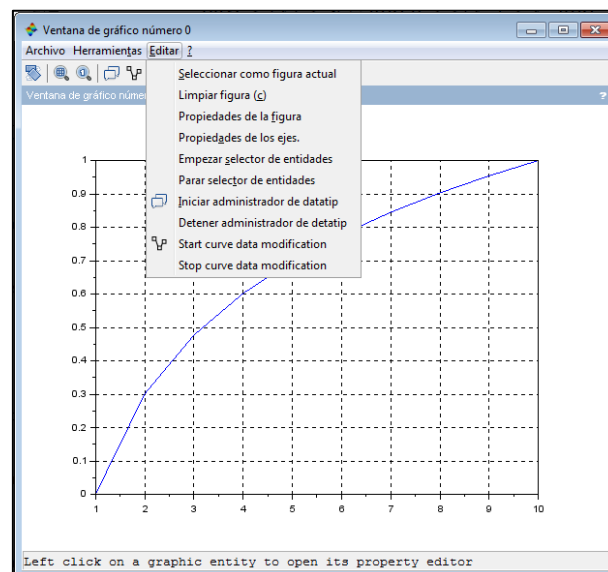 Ventana de gráfico número 0
Archivo Herramientas Editar ?
Ventana de gráfico númer
?
Seleccionar como figura actual
Limpiar figura (c)
Propiedades de la figura
Propiedades de los ejes.
Empezar selector de entidades
Parar selector de entidades
Iniciar administrador de datatip
Detener administrador de detatip
Start curve data modification
Stop curve data modification
1
0.9
0.8
0.7
0.6
0.5
0.4
0.3
0.2
0.1
0
1 2 3 4 5 6 7 8 9 10
Left click on a graphic entity to open its property editor